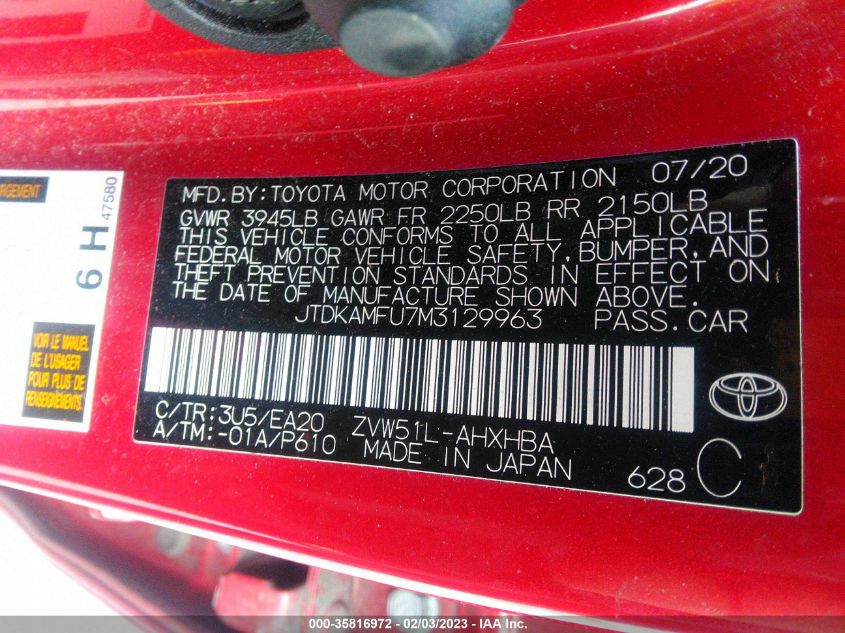 MFD.BY:TOYOTA MOTOR CORPORATION 07/20
GVWR 3945LB GAWR FR 2250LB RR 2150LB
THIS VEHICLE CONFORMS TO ALL APPLICABLE
FEDERAL MOTOR VEHICLE SAFETY,BUMPER,AND
THEFT PREVENTION STANDARDS IN EFFECT ON
THE DATE OF MANUFACTURE SHOWN ABOVE.
JTDKAMFU7M3129963 PASS.CAR
C/TR:3U5/EA20 ZVW51L-AHXHBA
A/TM:-01A/P610 MADE IN JAPAN
628 C
6 H
47580
VOIR LE MANUEL
DE L'USAGER
POUR PLUS DE
RENSEIGNEMENTS.
000-35816972 - 02/03/2023 - IAA Inc.